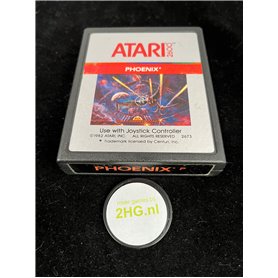 ATARI 2600
PHOENIX*
Use with Joystick Controller
©1982 ATARI, INC. ALL RIGHTS RESERVED 2673
* Trademark licensed by Centuri, Inc.
PHOENIX*
2HG.nl